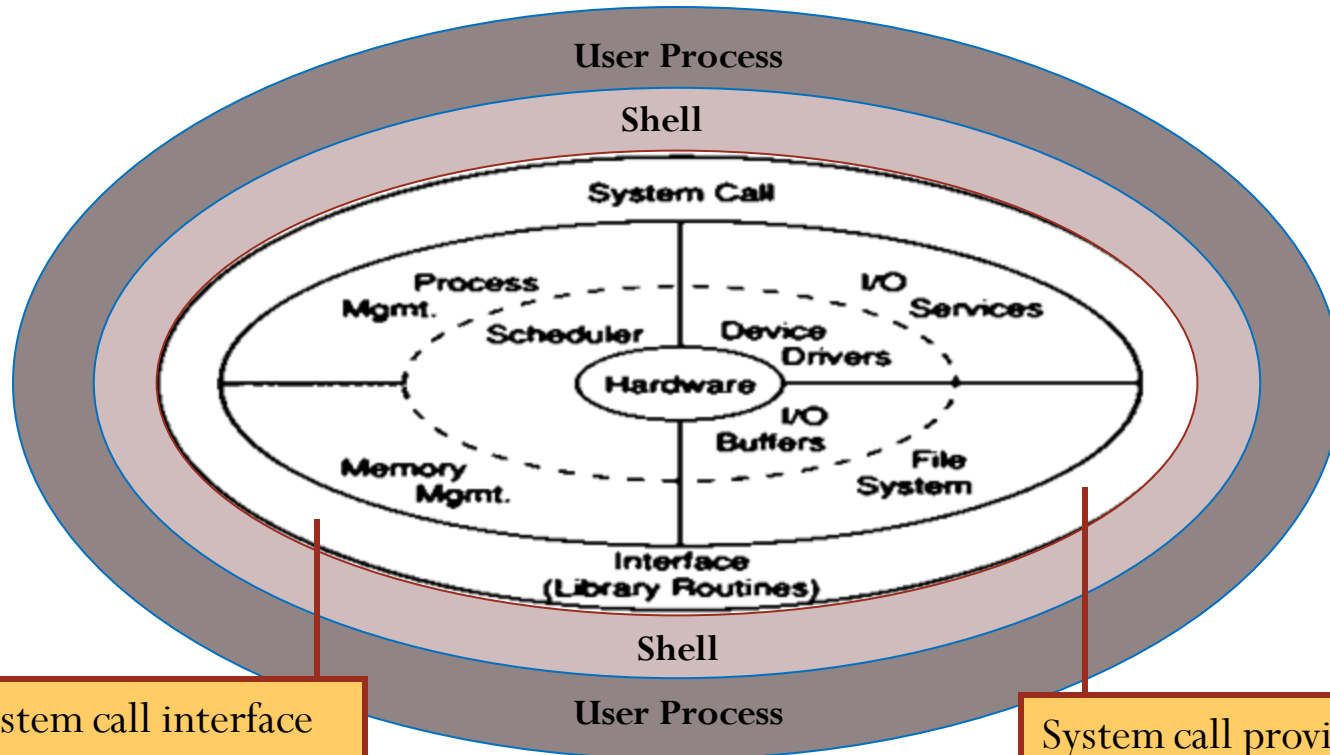 User Process
Shell
System Call
Process
Mgmt.
I/O
Services
Scheduler
Device
Drivers
Hardware
I/O
Buffers
Memory
Mgmt.
File
System
Interface
(Library Routines)
Shell
User Process
stem call interface
System call provi